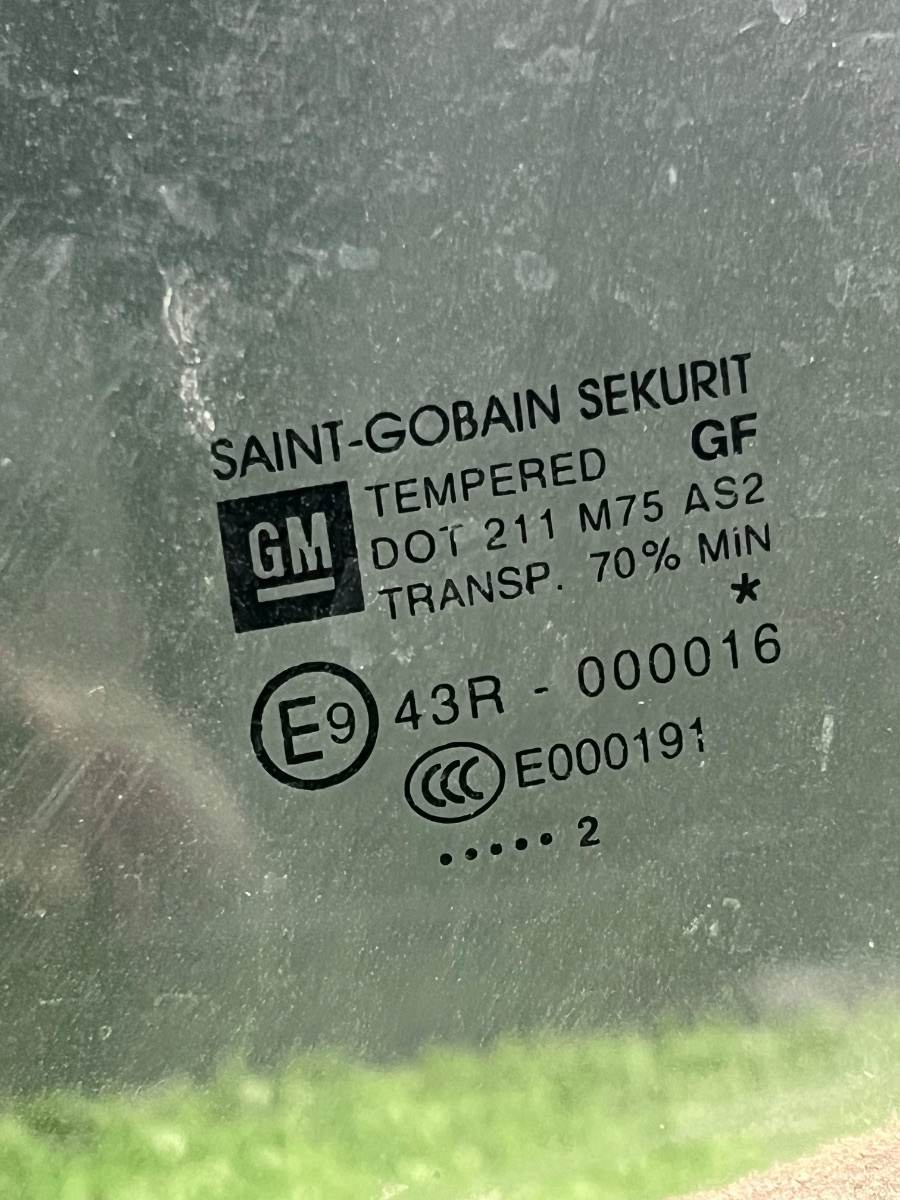 SAINT-GOBAIN SEKURIT
GF
GM
TEMPERED
DOT 211 M75 AS2
TRANSP. 70% MiN
*
E9 43R - 000016
CCC E000191
••••• 2